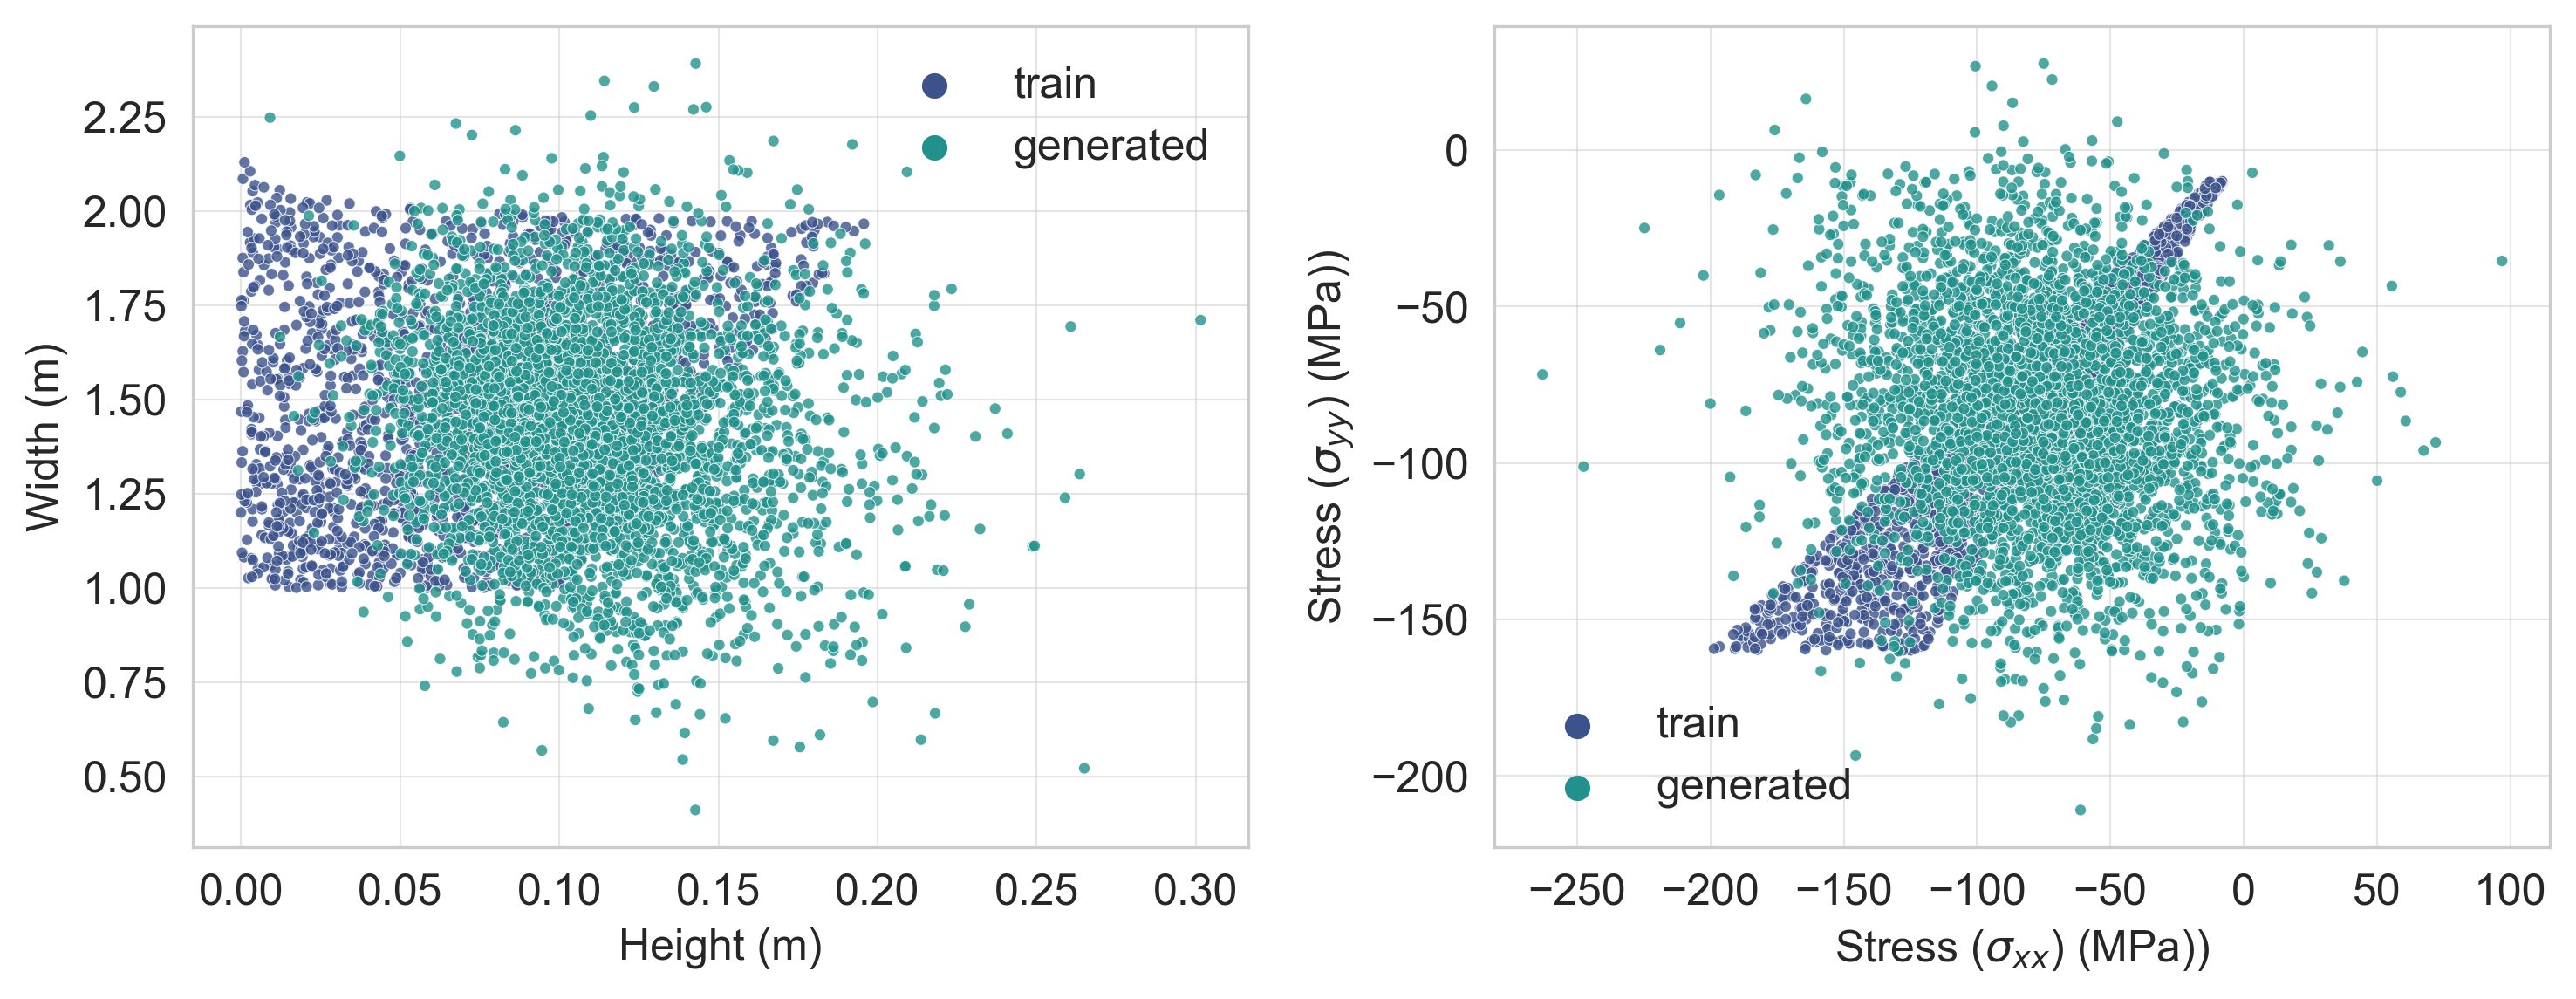 train
generated
2.25
2.00
1.75
1.50
1.25
1.00
0.75
0.50
Width (m)
0.00 0.05 0.10 0.15 0.20 0.25 0.30
Height (m)
train
generated
0
−50
−100
−150
−200
Stress (σyy) (MPa))
−250 −200 −150 −100 −50 0 50 100
Stress (σxx) (MPa))